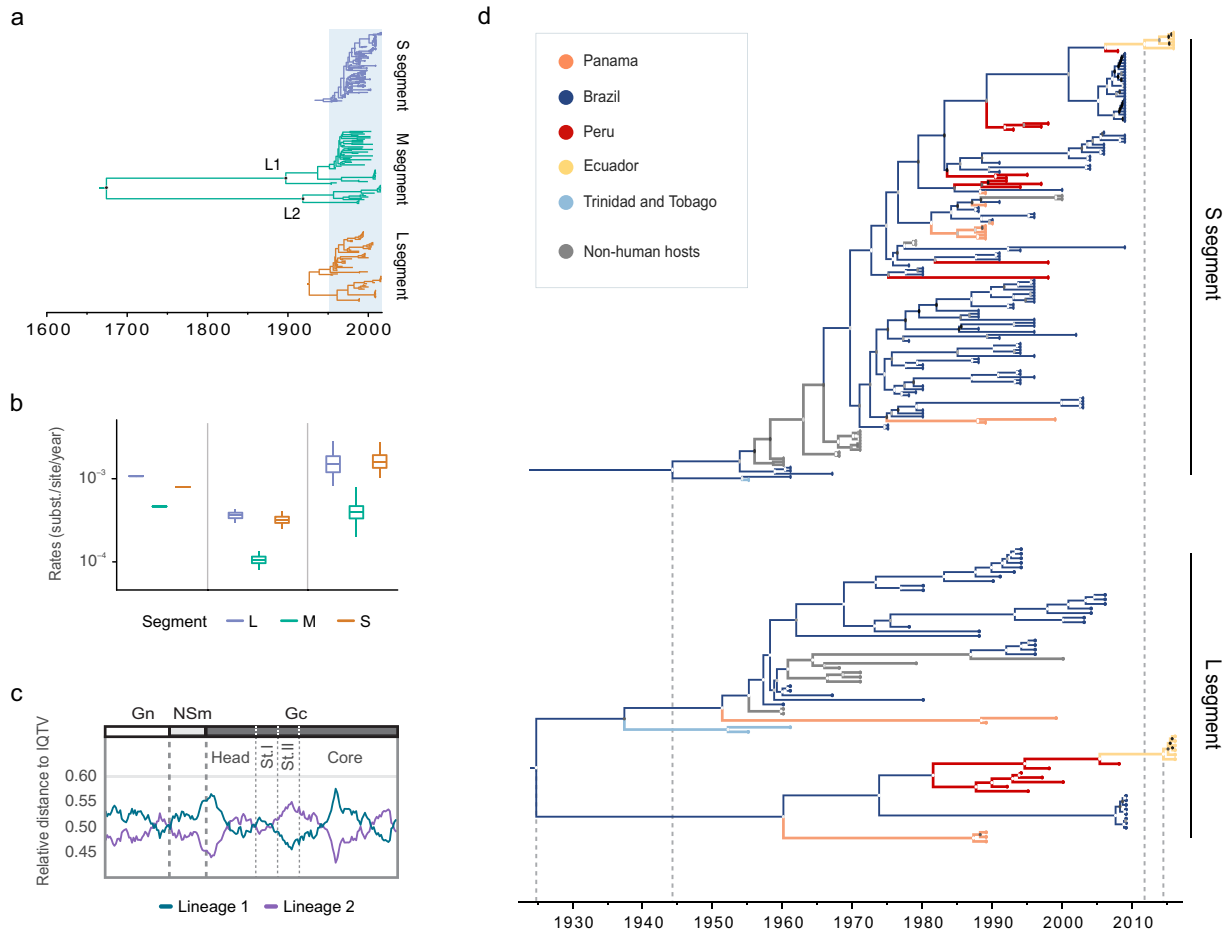 a
S segment
M segment
L segment
L1
L2
1600 1700 1800 1900 2000
b
Rates (subst./site/year)
10⁻³
10⁻⁴
Segment L M S
c
Gn NSm Gc
Head St.I St.II Core
Relative distance to IQTV
0.60
0.55
0.50
0.45
Lineage 1 Lineage 2
d
Panama
Brazil
Peru
Ecuador
Trinidad and Tobago
Non-human hosts
S segment
L segment
1930 1940 1950 1960 1970 1980 1990 2000 2010